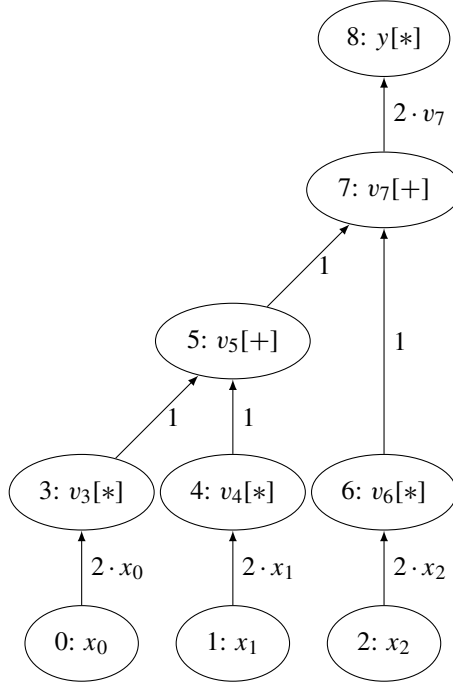 8: y[*]
2 · v₇
7: v₇[+]
1
5: v₅[+]
1
1
1
3: v₃[*]
4: v₄[*]
6: v₆[*]
2 · x₀
2 · x₁
2 · x₂
0: x₀
1: x₁
2: x₂